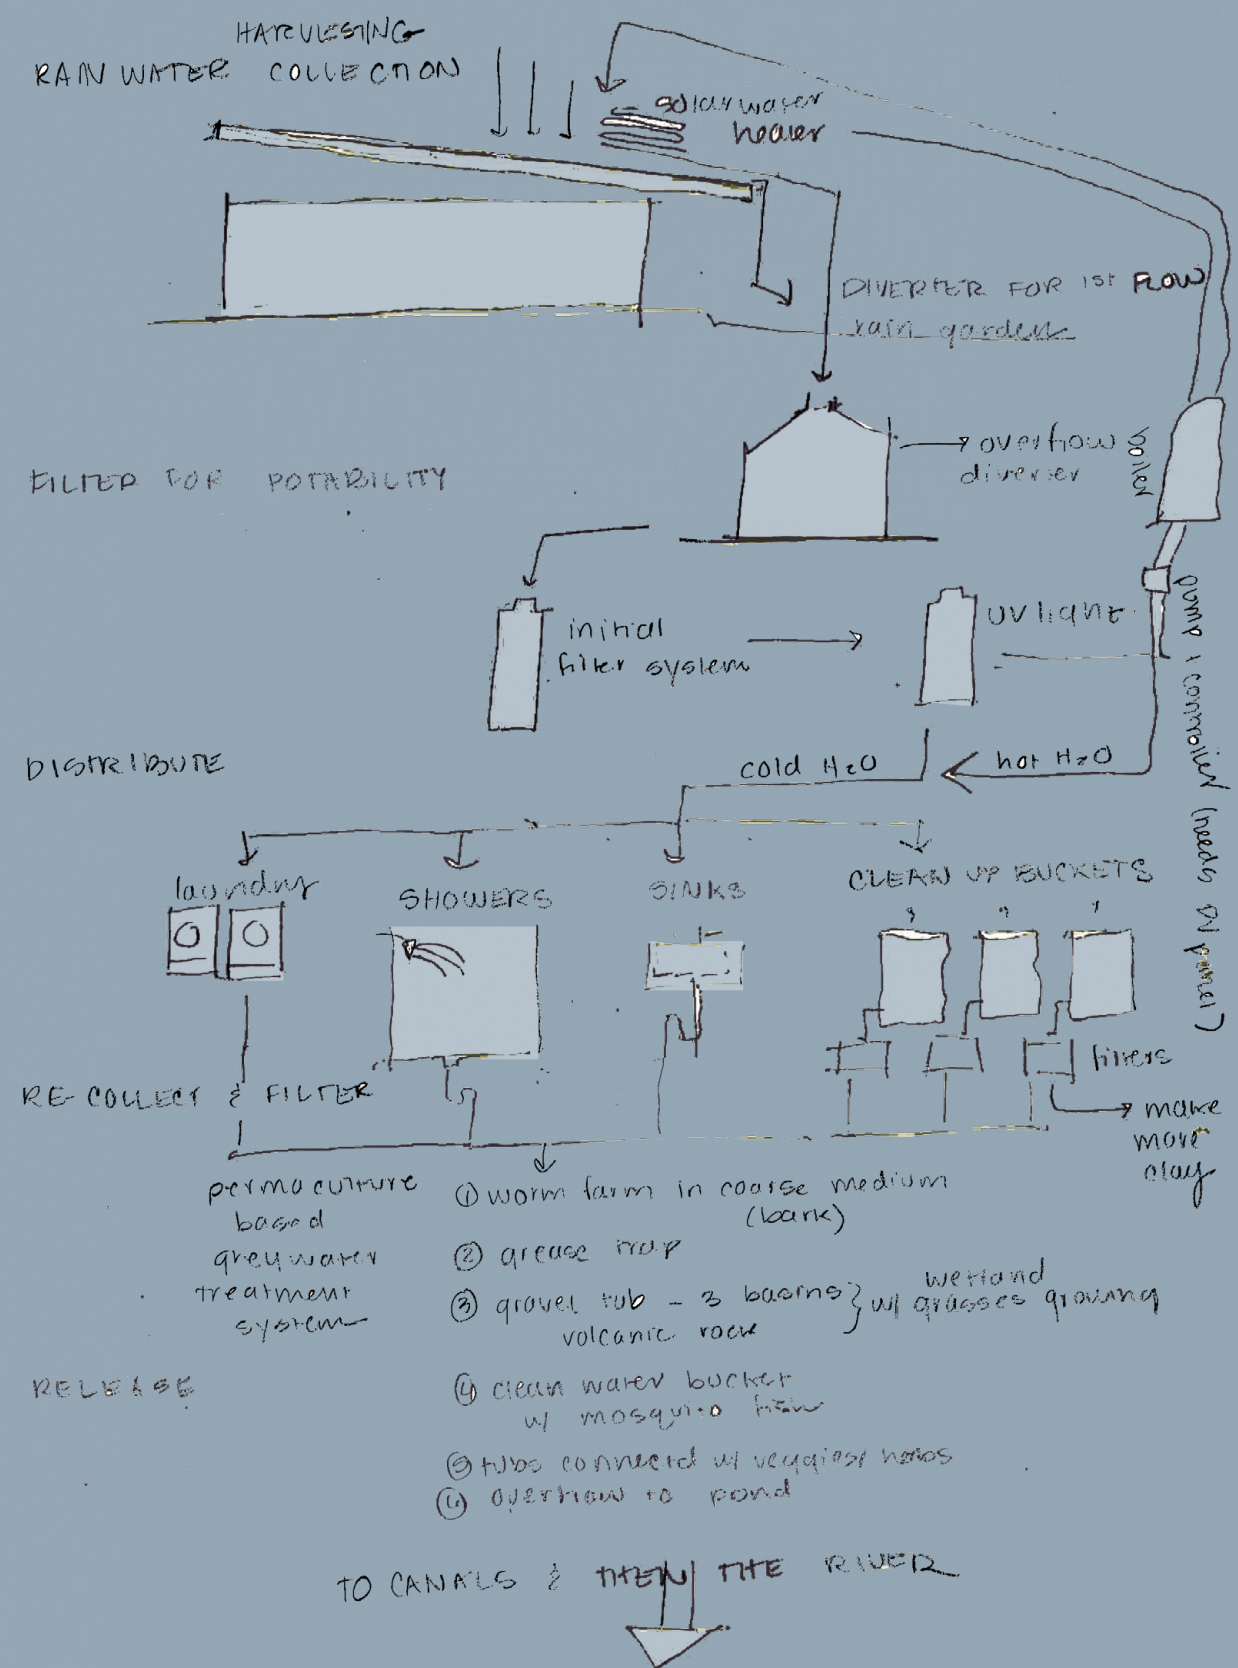 HARVESTING
RAIN WATER COLLECTION
solar water
heater
DIVERTER FOR 1st FLOW
rain garden
FILTER FOR POTABILITY
overflow
diverter
boiler
initial
filter system
UV light
pump & controller (needs PV panel)
DISTRIBUTE
cold H2O
hot H2O
laundry
SHOWERS
SINKS
CLEAN UP BUCKETS
filters
RE-COLLECT & FILTER
make
more
clay
permaculture
based
greywater
treatment
system
① worm farm in coarse medium
(bark)
② grease trap
③ gravel tub - 3 basins
volcanic rock
} wetland
w/ grasses growing
RELEASE
④ clean water bucket
w/ mosquito fish
⑤ tubs connectd w/ veggies/ herbs
⑥ overflow to pond
TO CANALS & THEN THE RIVER